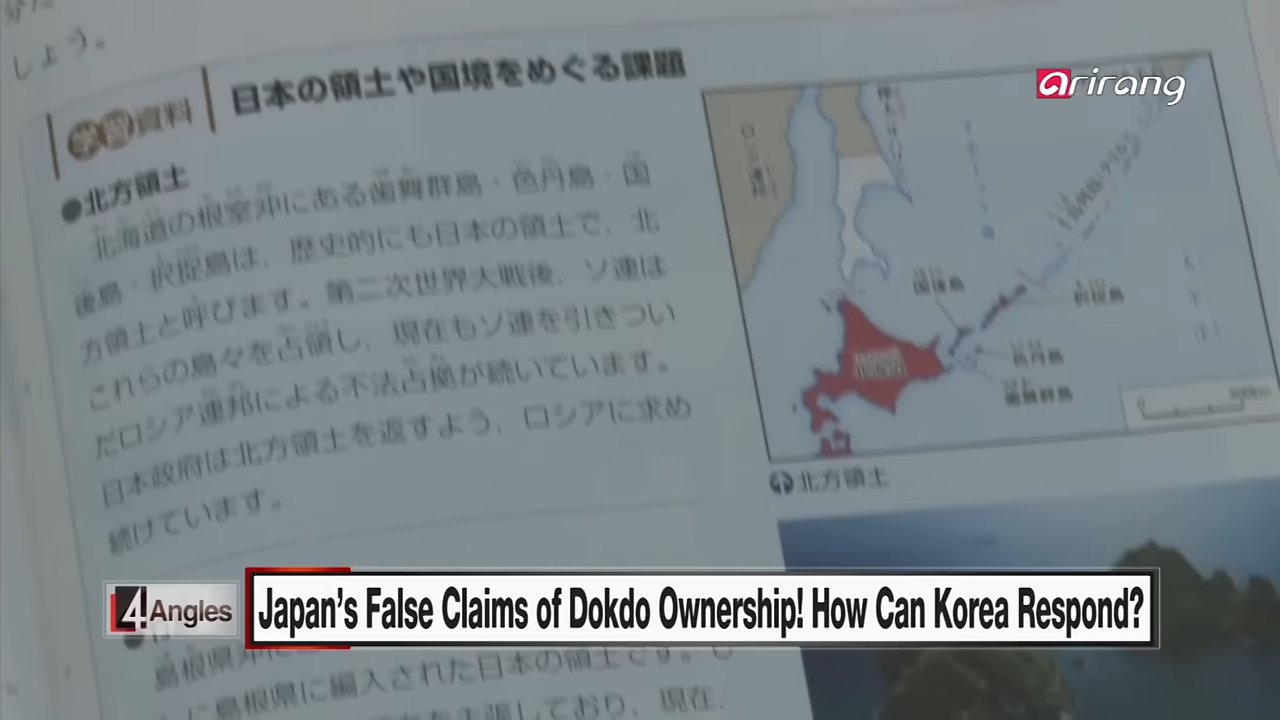 しょう。
学習資料
日本の領土や国境をめぐる課題
arirang
●北方領土
北海道の根室沖にある歯舞群島・色丹島・国
後島・択捉島は、歴史的にも日本の領土で、北
方領土と呼びます。第二次世界大戦後、ソ連は
これらの島々を占領し、現在もソ連を引きつい
だロシア連邦による不法占拠が続いています。
日本政府は北方領土を返すよう、ロシアに求め
続けています。
国後島
択捉島
色丹島
歯舞群島
北方領土
4 Angles
Japan's False Claims of Dokdo Ownership! How Can Korea Respond?
島根県沖に
に島根県に編入された日本の領土です。
主張しており、現在、